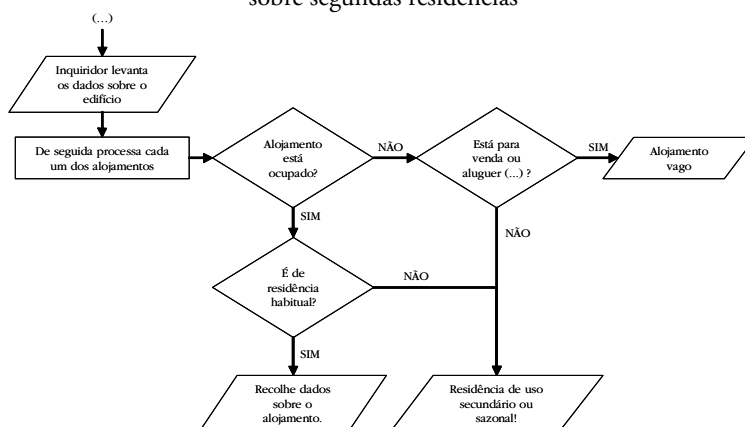 sobre segundas residências
(...)
Inquiridor levanta
os dados sobre o
edifício
De seguida processa cada
um dos alojamentos
Alojamento
está
ocupado?
NÃO
Está para
venda ou
aluguer (...) ?
SIM
Alojamento
vago
SIM
NÃO
É de
residência
habitual?
NÃO
SIM
Recolhe dados
sobre o
alojamento.
Residência de uso
secundário ou
sazonal!